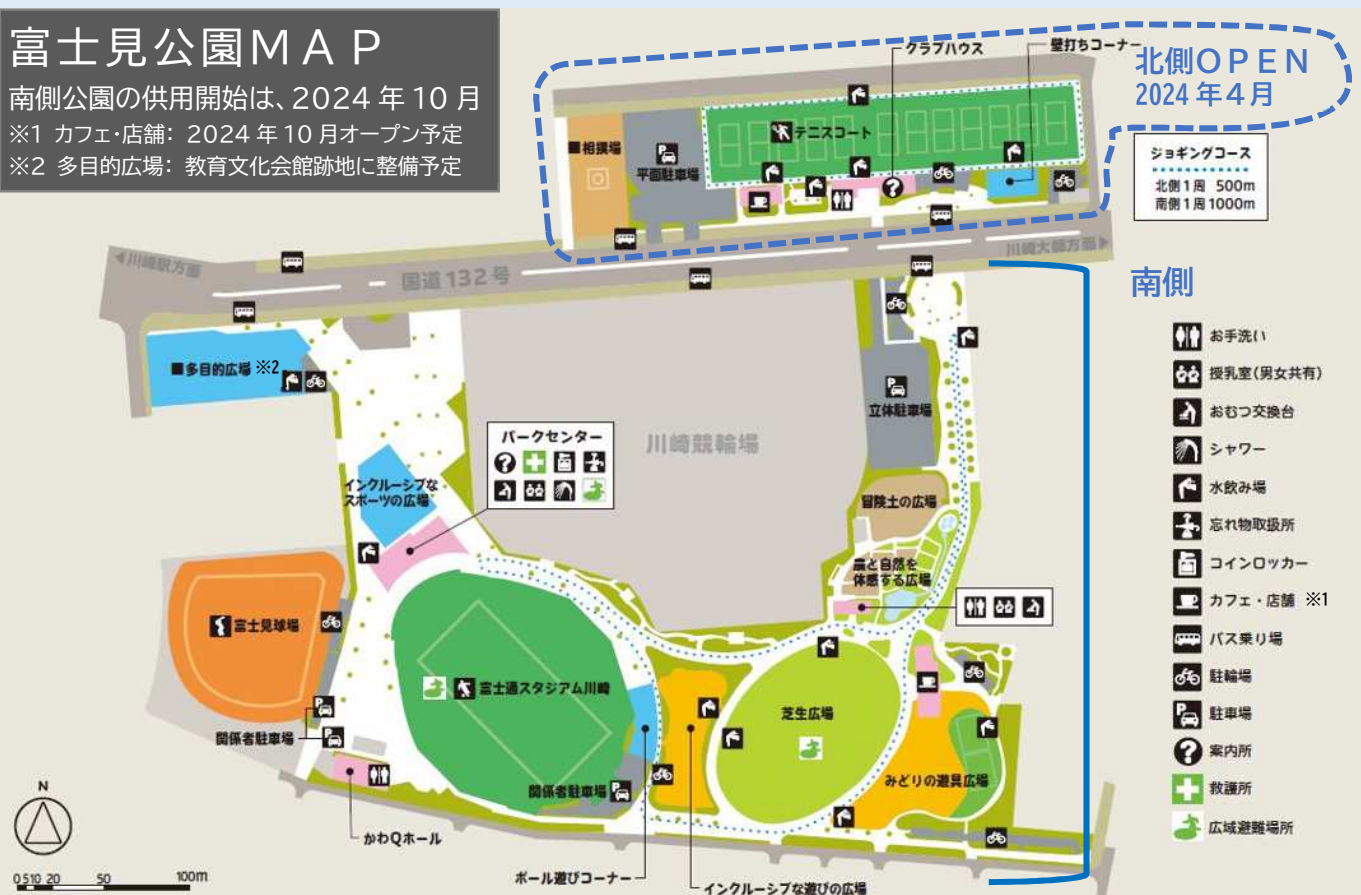 富士見公園MAP
南側公園の供用開始は、2024年10月
※1 カフェ・店舗: 2024年10月オープン予定
※2 多目的広場: 教育文化会館跡地に整備予定
クラブハウス
壁打ちコーナー
北側OPEN
2024年4月
テニスコート
■相撲場
平面駐車場
ジョギングコース
北側1周 500m
南側1周 1000m
◀川崎駅方面
国道132号
川崎大師方面▶
南側
■多目的広場 ※2
立体駐車場
川崎競輪場
パークセンター
インクルーシブな
スポーツの広場
冒険土の広場
農と自然を
体感する広場
富士見球場
富士通スタジアム川崎
芝生広場
関係者駐車場
みどりの遊具広場
関係者駐車場
かわQホール
ボール遊びコーナー
インクルーシブな遊びの広場
お手洗い
授乳室(男女共有)
おむつ交換台
シャワー
水飲み場
忘れ物取扱所
コインロッカー
カフェ・店舗 ※1
バス乗り場
駐輪場
駐車場
案内所
救護所
広域避難場所
N
0 5 10 20 50 100m